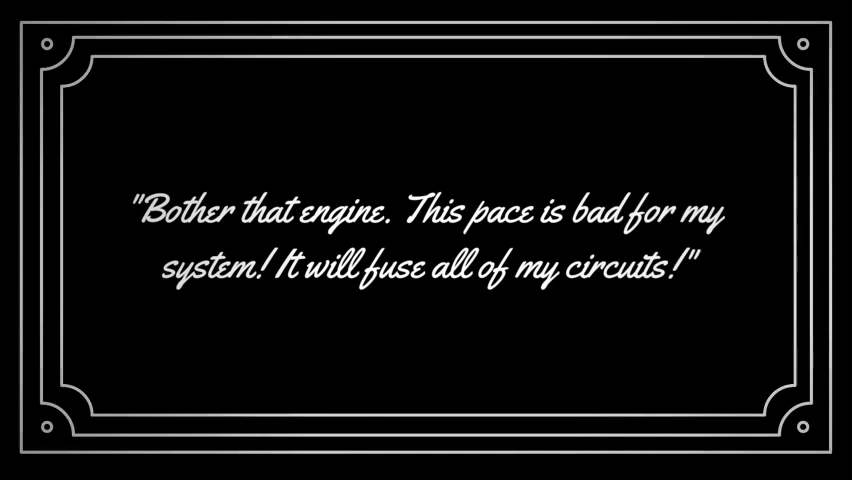 "Bother that engine. This pace is bad for my
system! It will fuse all of my circuits!"